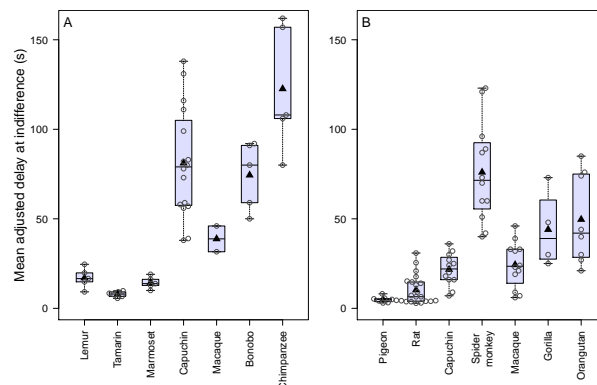 A
B
Mean adjusted delay at indifference (s)
150
100
50
0
150
100
50
0
Lemur
Tamarin
Marmoset
Capuchin
Macaque
Bonobo
Chimpanzee
Pigeon
Rat
Capuchin
Spider
monkey
Macaque
Gorilla
Orangutan